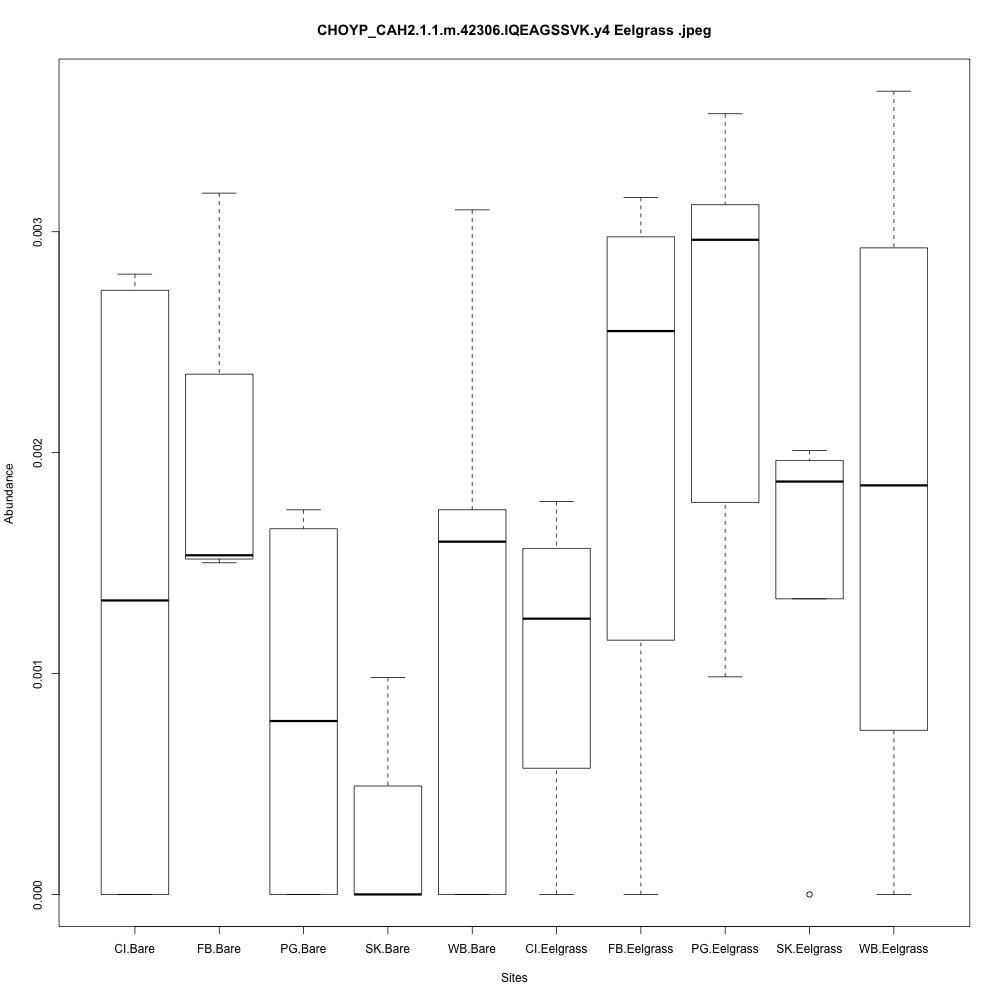 CHOYP_CAH2.1.1.m.42306.IQEAGSSVK.y4 Eelgrass .jpeg
Abundance
0.003
0.002
0.001
0.000
CI.Bare FB.Bare PG.Bare SK.Bare WB.Bare CI.Eelgrass FB.Eelgrass PG.Eelgrass SK.Eelgrass WB.Eelgrass
Sites